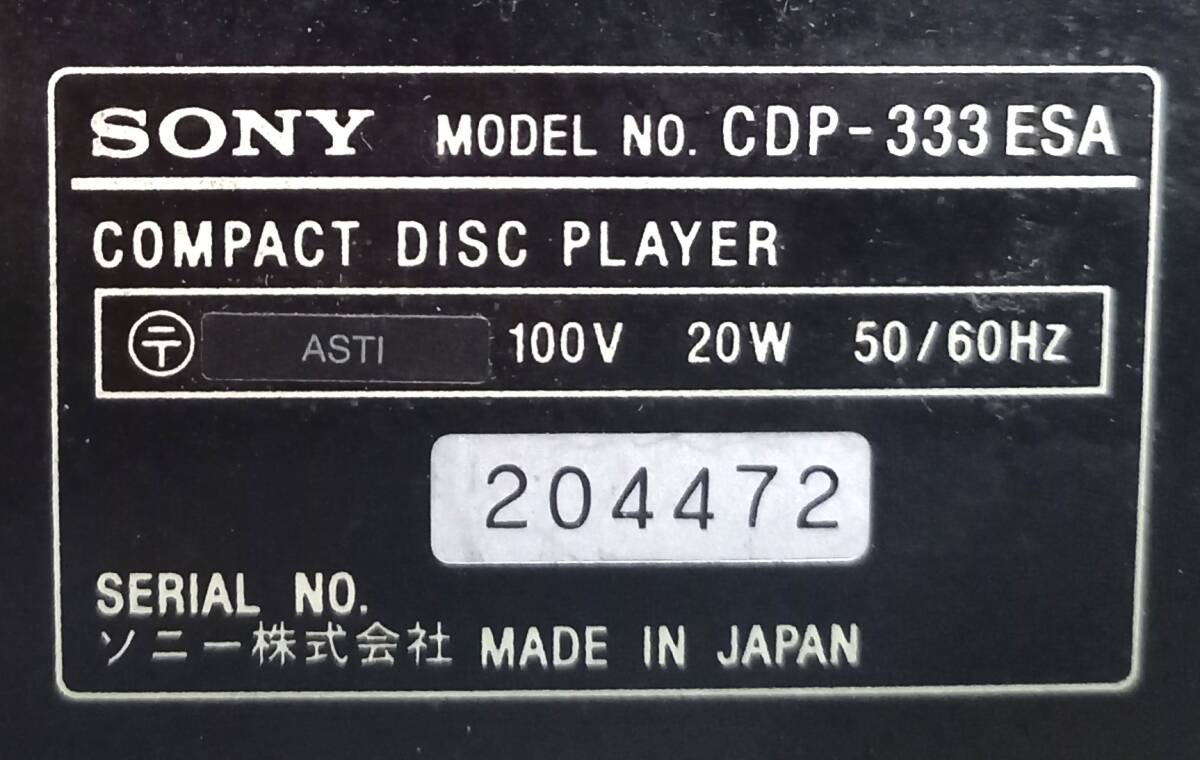 SONY MODEL NO. CDP-333ESA
COMPACT DISC PLAYER
〶 ASTI 100V 20W 50/60Hz
204472
SERIAL NO.
ソニー株式会社 MADE IN JAPAN